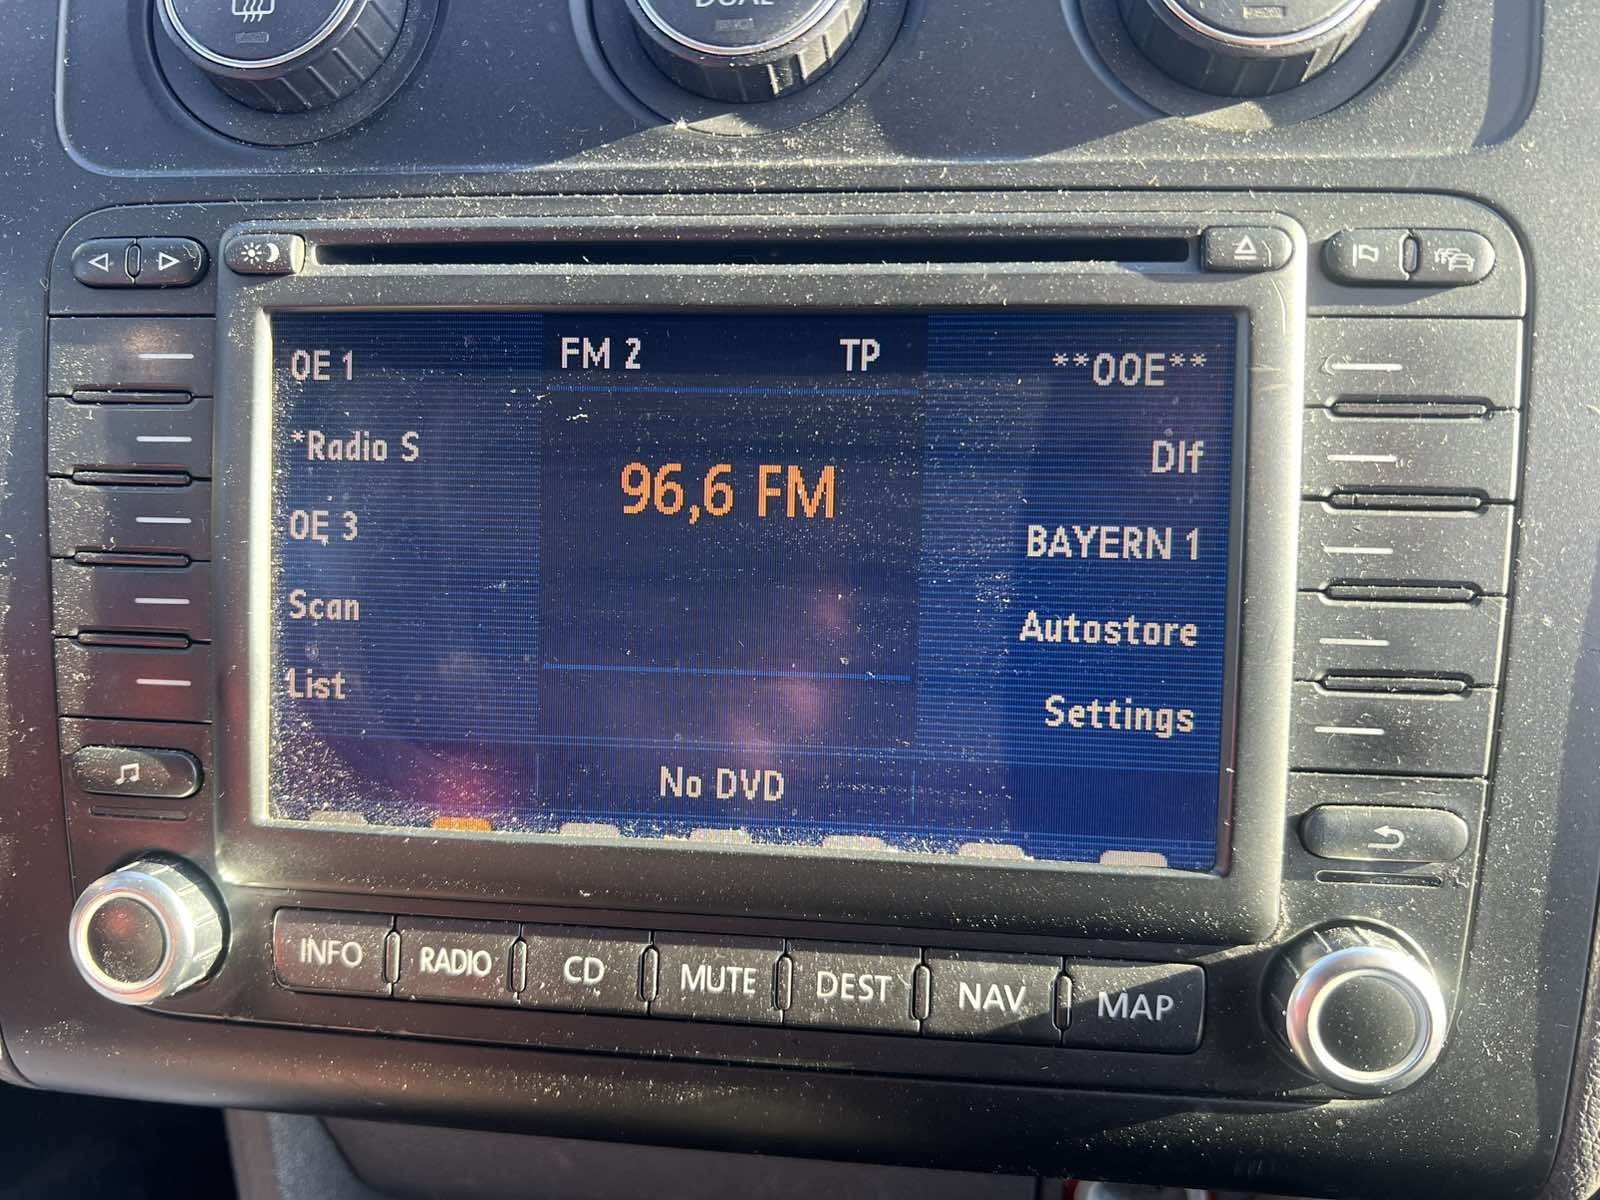 DUAL
OE 1
FM 2
TP
**OOE**
*Radio S
96,6 FM
Dlf
OE 3
BAYERN 1
Scan
Autostore
List
Settings
No DVD
INFO
RADIO
CD
MUTE
DEST
NAV
MAP